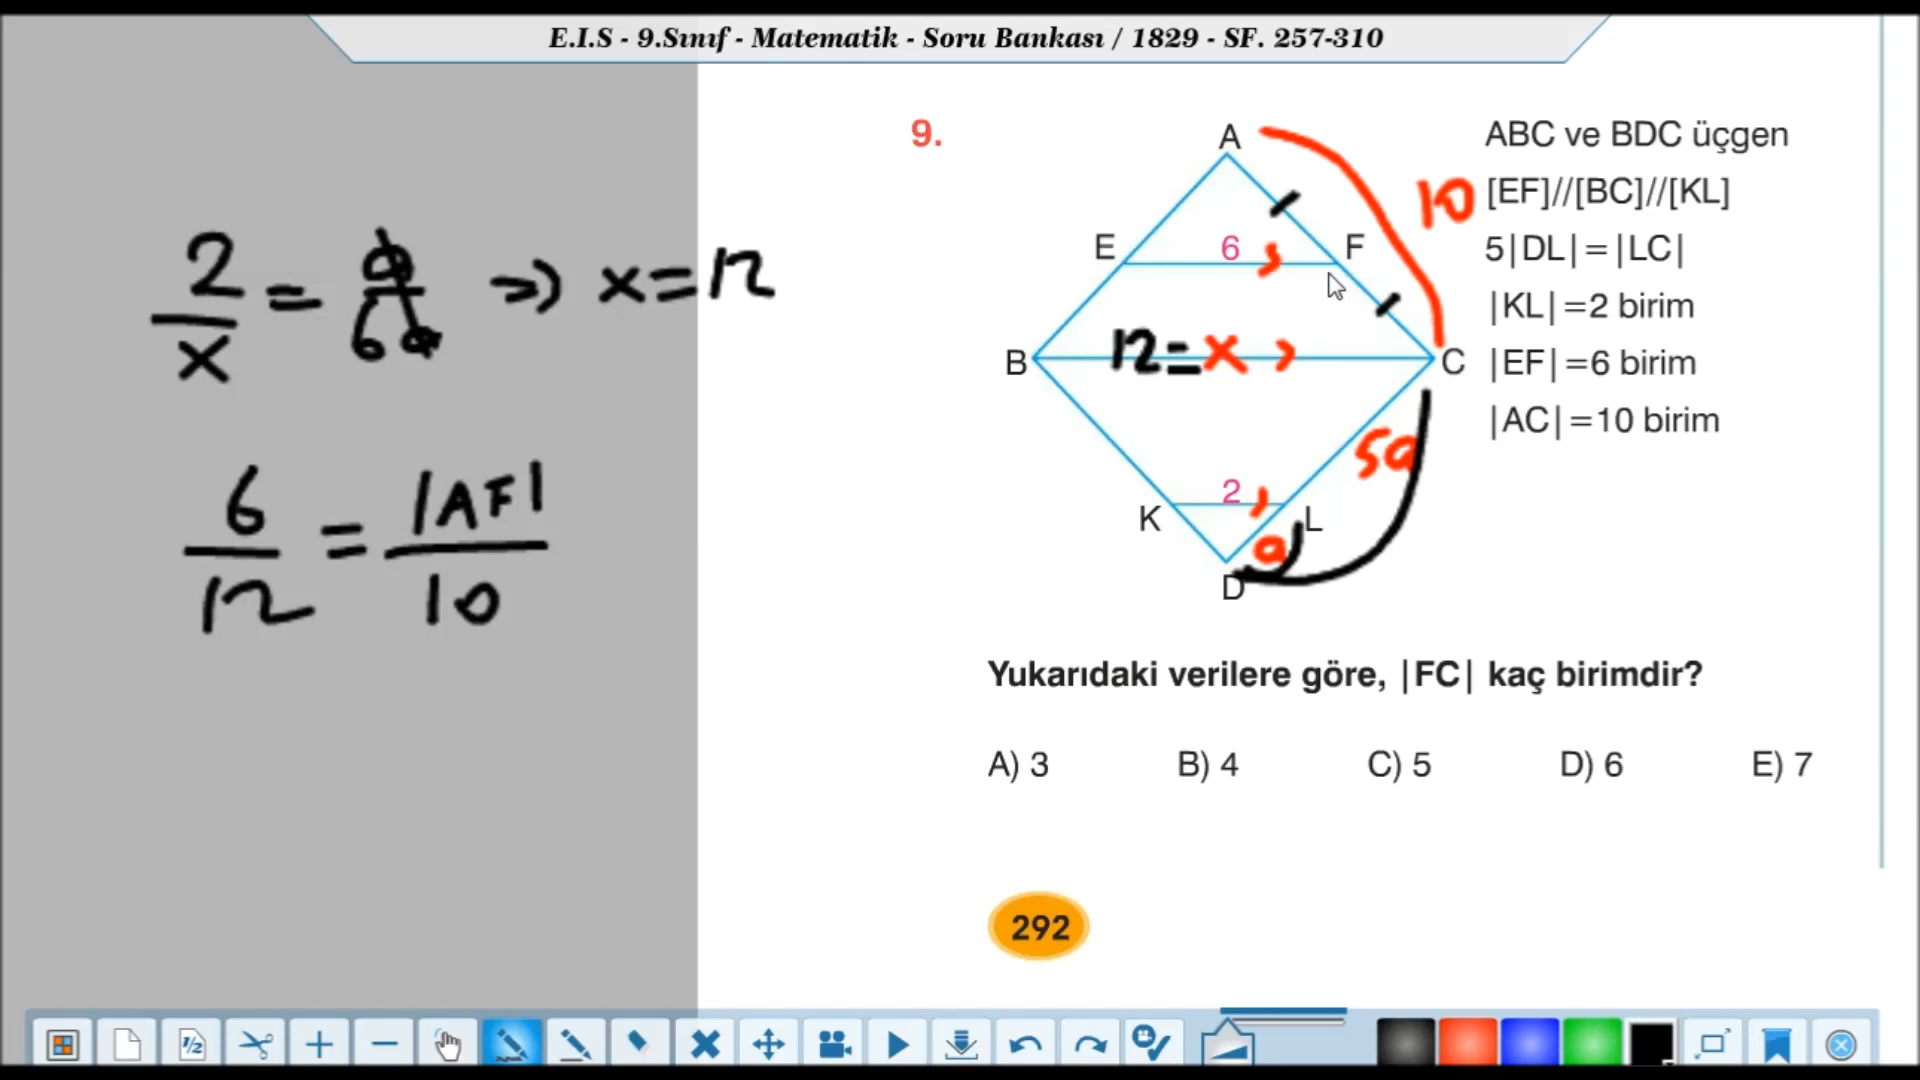 E.I.S - 9.Sınıf - Matematik - Soru Bankası / 1829 - SF. 257-310
2/x = a/6a ⇒ x=12
6/12 = |AF|/10
9.
A
10
E
6
F
B
12=x
C
5a
K
2
L
a
D
ABC ve BDC üçgen
[EF]//[BC]//[KL]
5|DL|=|LC|
|KL|=2 birim
|EF|=6 birim
|AC|=10 birim
Yukarıdaki verilere göre, |FC| kaç birimdir?
A) 3 B) 4 C) 5 D) 6 E) 7
292
1/2